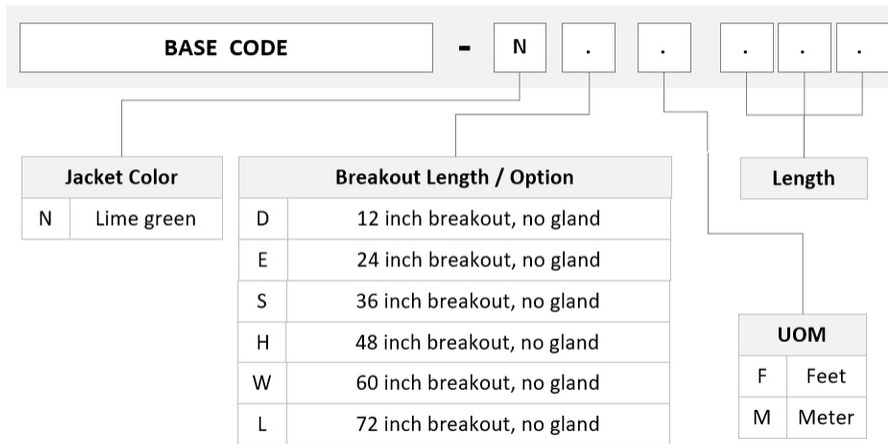 BASE CODE - N . . . . .
Jacket Color
N Lime green
Breakout Length / Option
D 12 inch breakout, no gland
E 24 inch breakout, no gland
S 36 inch breakout, no gland
H 48 inch breakout, no gland
W 60 inch breakout, no gland
L 72 inch breakout, no gland
Length
UOM
F Feet
M Meter